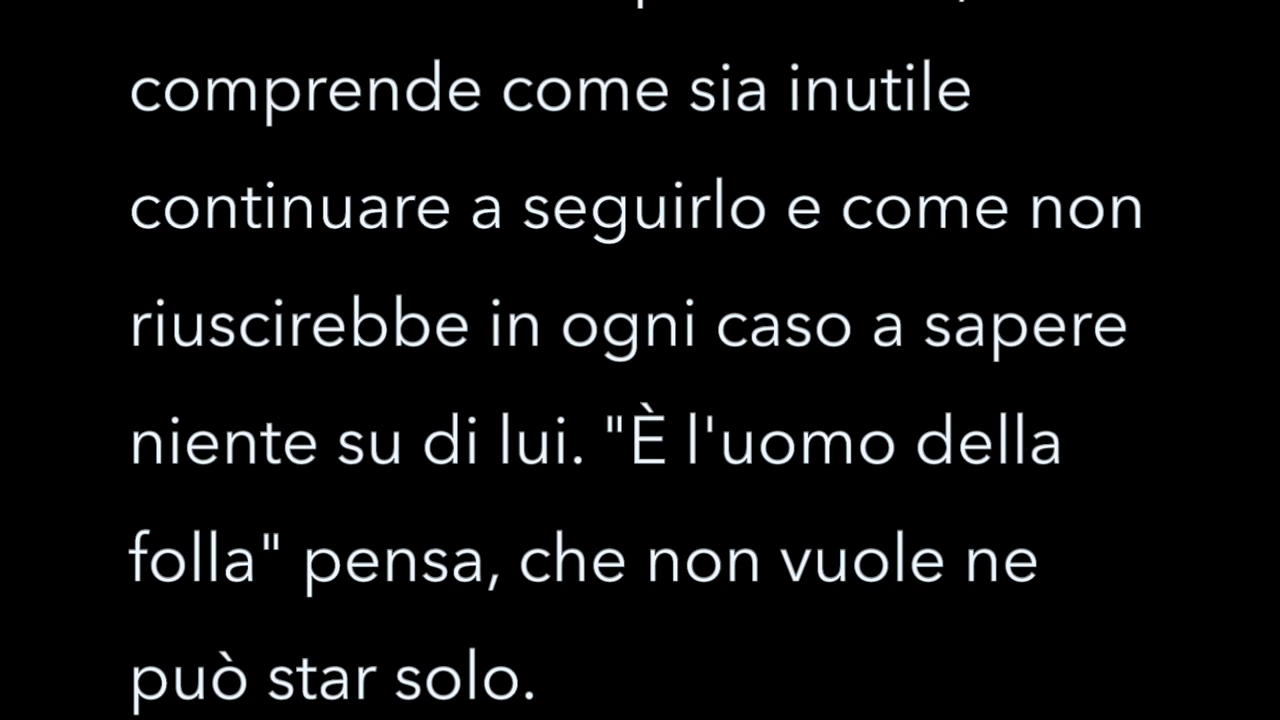 comprende come sia inutile
continuare a seguirlo e come non
riuscirebbe in ogni caso a sapere
niente su di lui. "È l'uomo della
folla" pensa, che non vuole ne
può star solo.